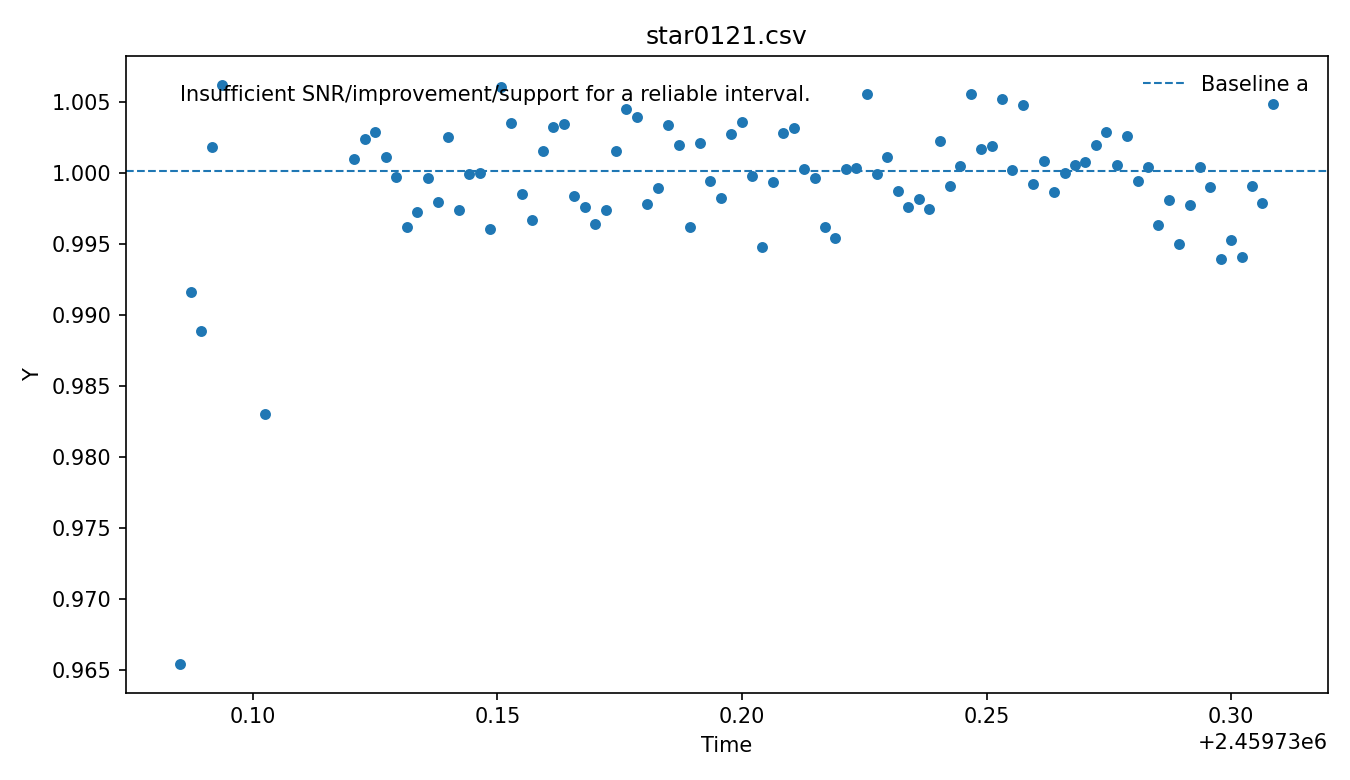 star0121.csv
Insufficient SNR/improvement/support for a reliable interval.
Baseline a
1.005
1.000
0.995
0.990
0.985
0.980
0.975
0.970
0.965
Y
0.10 0.15 0.20 0.25 0.30
Time
+2.45973e6